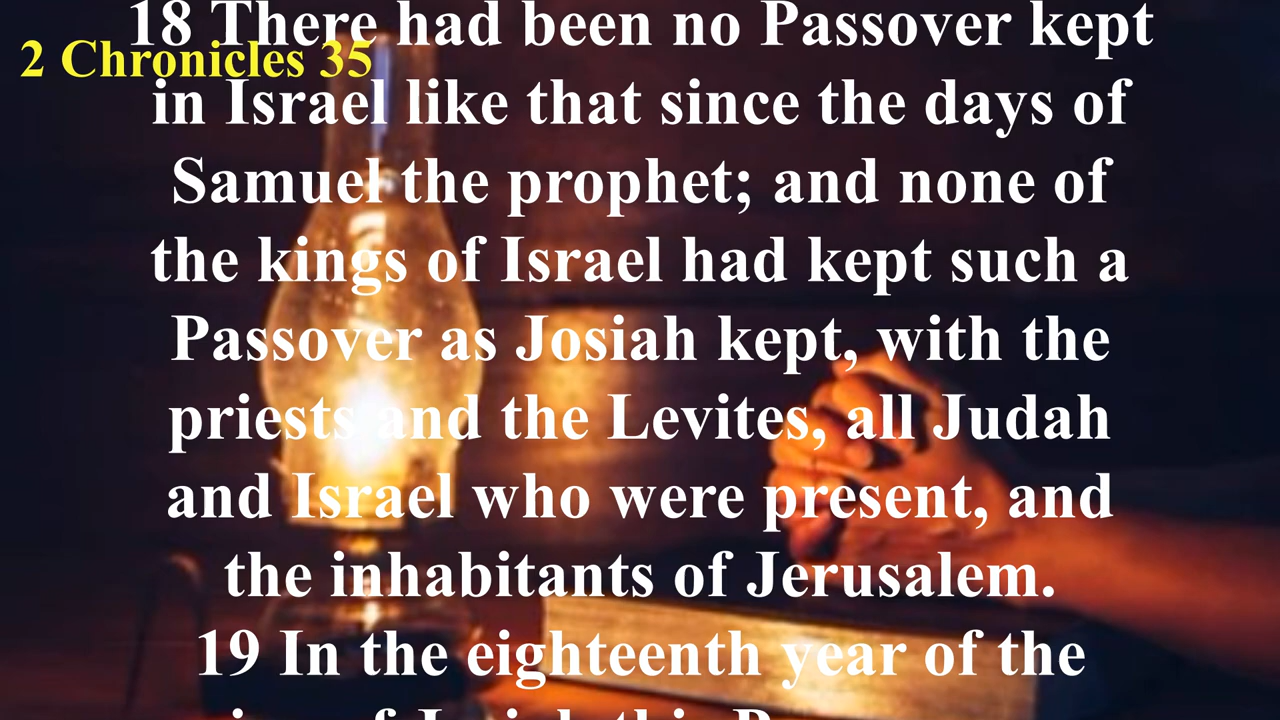 18 There had been no Passover kept
2 Chronicles 35
in Israel like that since the days of
Samuel the prophet; and none of
the kings of Israel had kept such a
Passover as Josiah kept, with the
priests and the Levites, all Judah
and Israel who were present, and
the inhabitants of Jerusalem.
19 In the eighteenth year of the